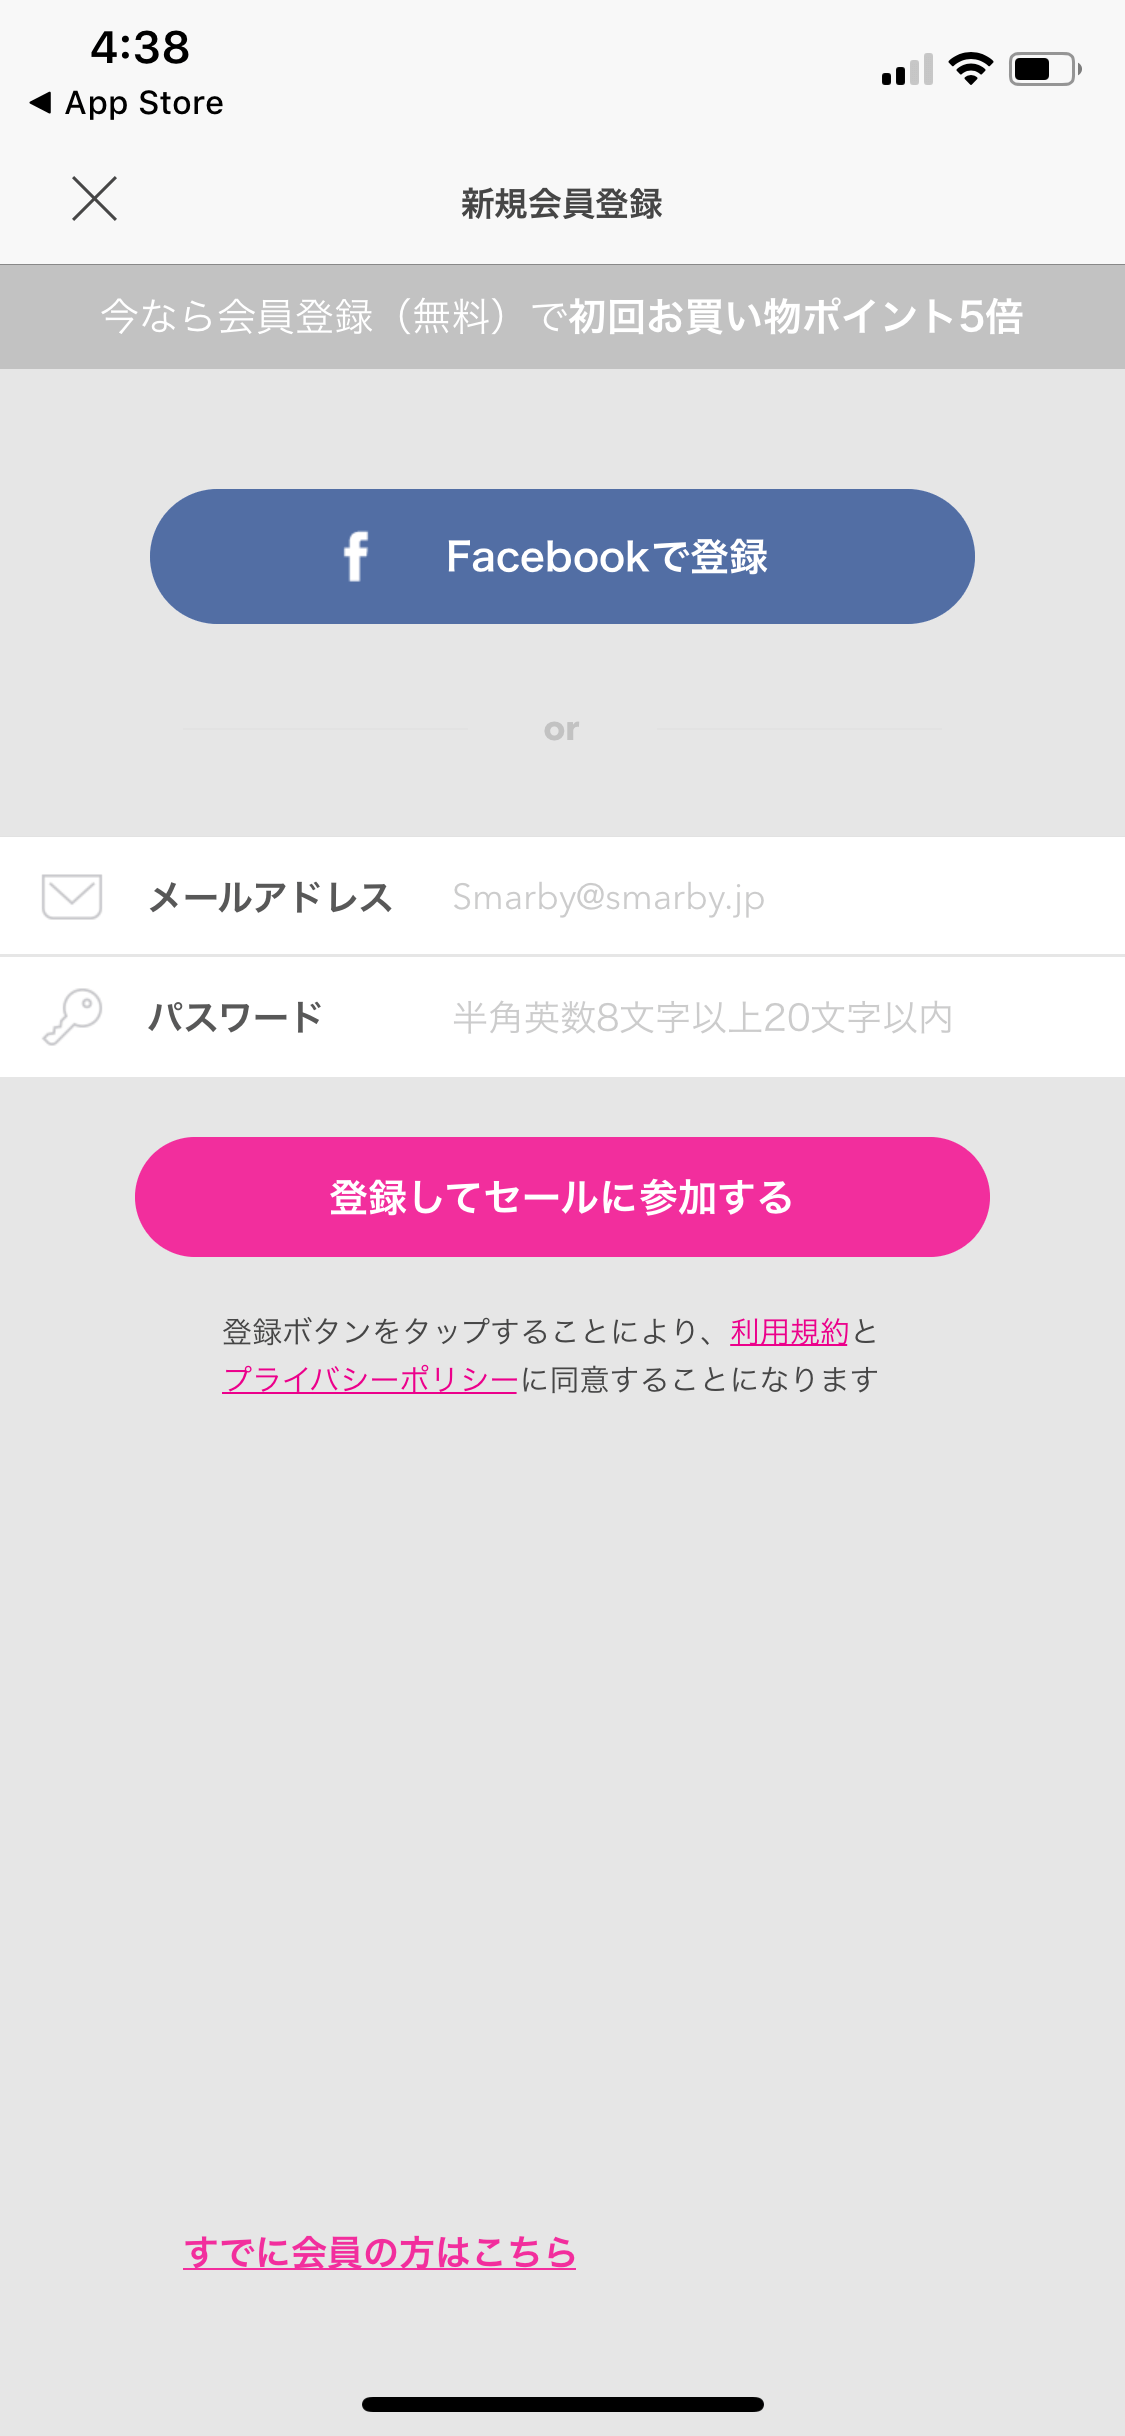 4:38
◀ App Store
新規会員登録
今なら会員登録（無料）で初回お買い物ポイント5倍
f Facebookで登録
or
メールアドレス Smarby@smarby.jp
パスワード 半角英数8文字以上20文字以内
登録してセールに参加する
登録ボタンをタップすることにより、利用規約と
プライバシーポリシーに同意することになります
すでに会員の方はこちら